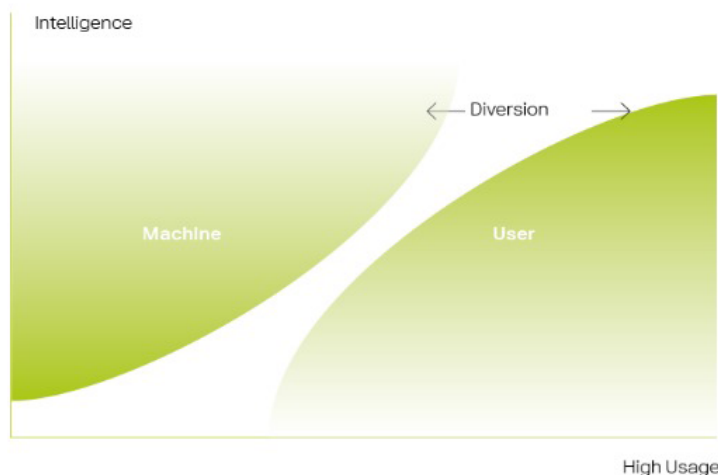 Intelligence
Diversion
Machine
User
High Usage